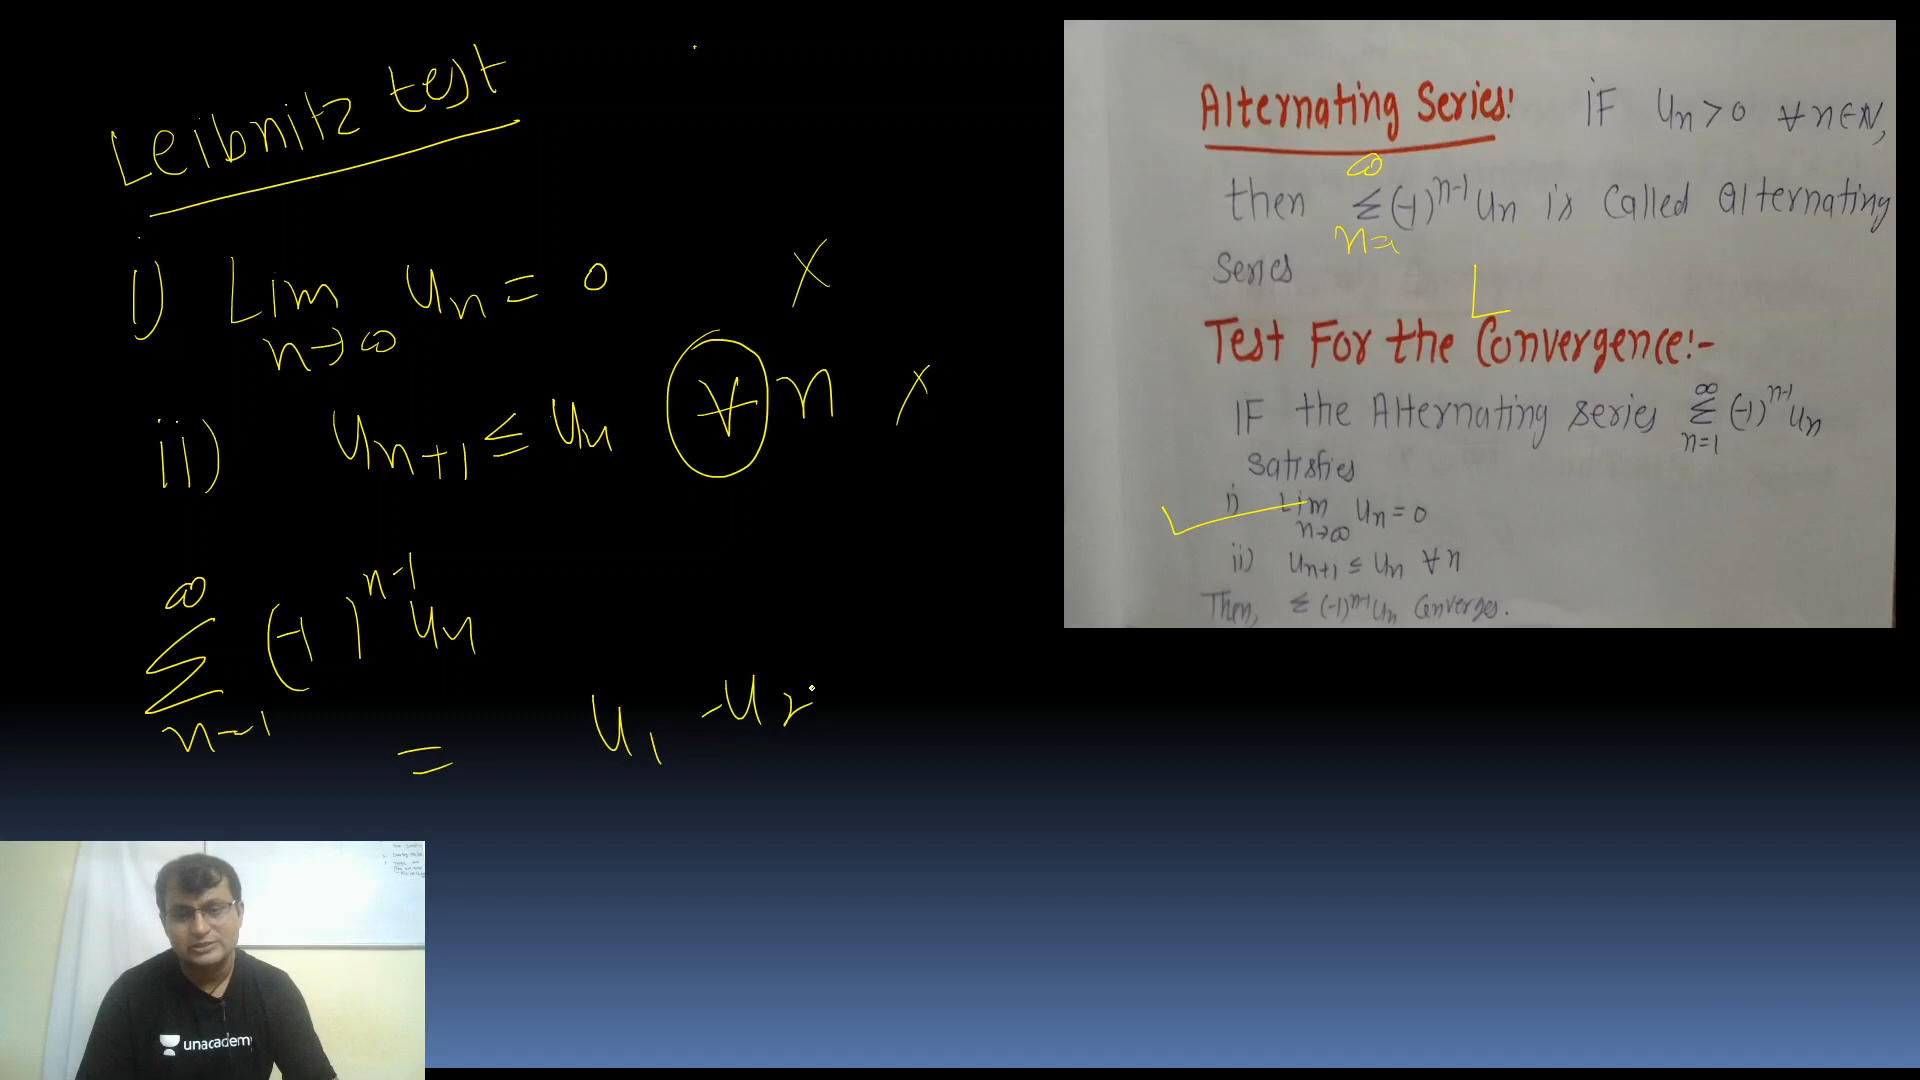 Leibnitz test
i) Lim Un = 0 X
n→∞
ii) Un+1 ≤ Un ∀ n X
∞
Σ (-1)^n-1 Un
n=1
= U1 - U2
Alternating Series: IF Un > 0 ∀ n ∈ N,
∞
then Σ (-1)^n-1 Un is called alternating
n=1
Series
Test For the Convergence:-
IF the Alternating series ∞Σn=1 (-1)^n-1 Un
Satisfies
i) Lim n→∞ Un = 0
ii) Un+1 ≤ Un ∀ n
Then, Σ (-1)^n-1 Un Converges.
unacademy